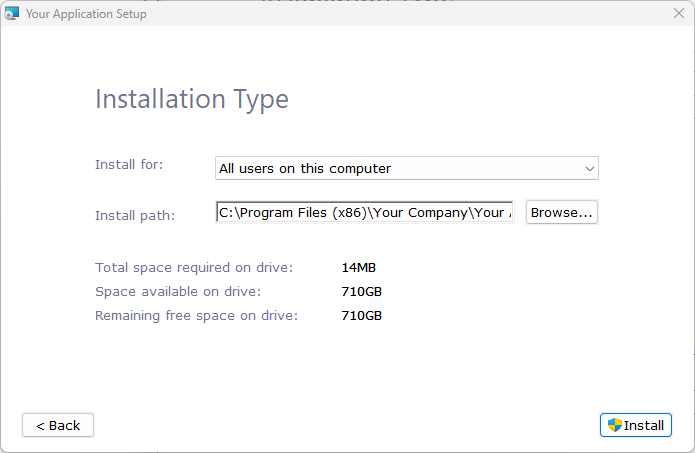 Your Application Setup
Installation Type
Install for: All users on this computer
Install path: C:\Program Files (x86)\Your Company\Your Browse...
Total space required on drive: 14MB
Space available on drive: 710GB
Remaining free space on drive: 710GB
< Back Install